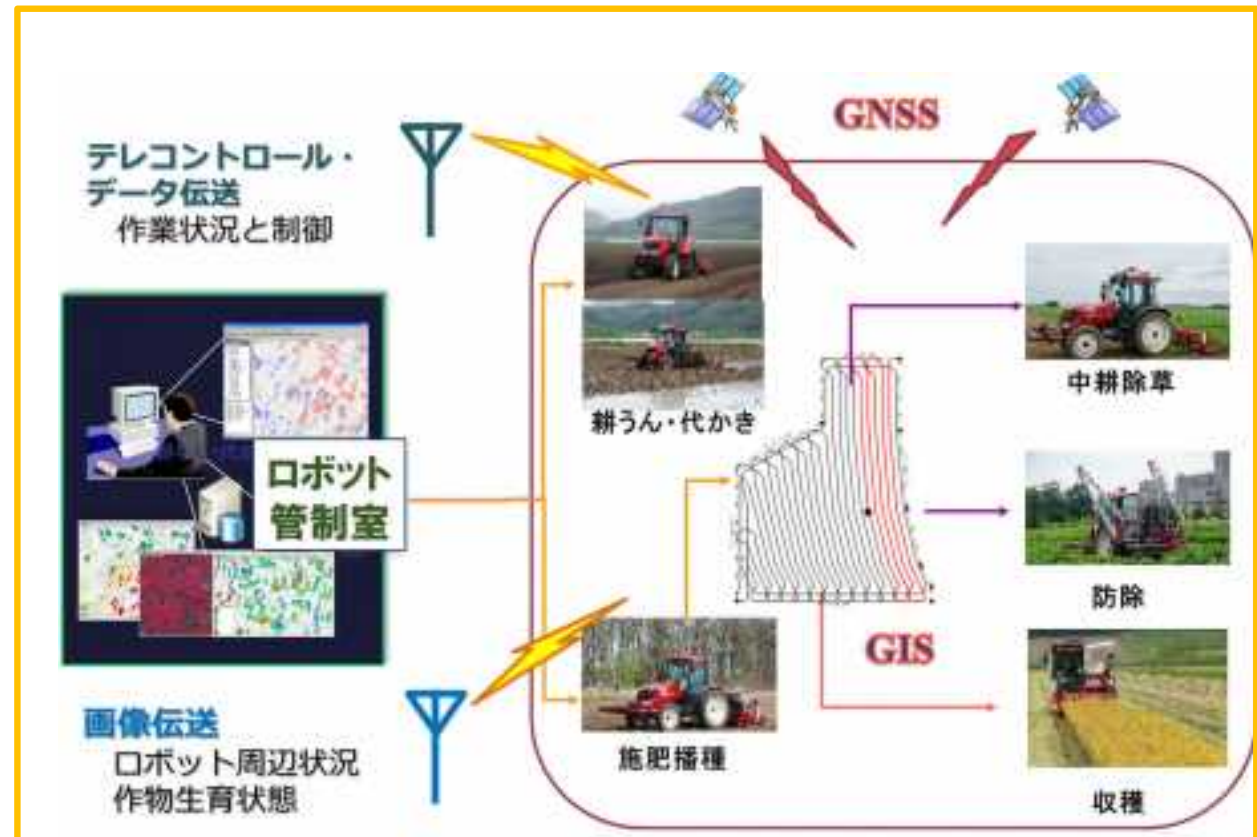 GNSS
テレコントロール・
データ伝送
作業状況と制御
耕うん・代かき
中耕除草
ロボット
管制室
防除
GIS
施肥播種
収穫
画像伝送
ロボット周辺状況
作物生育状態